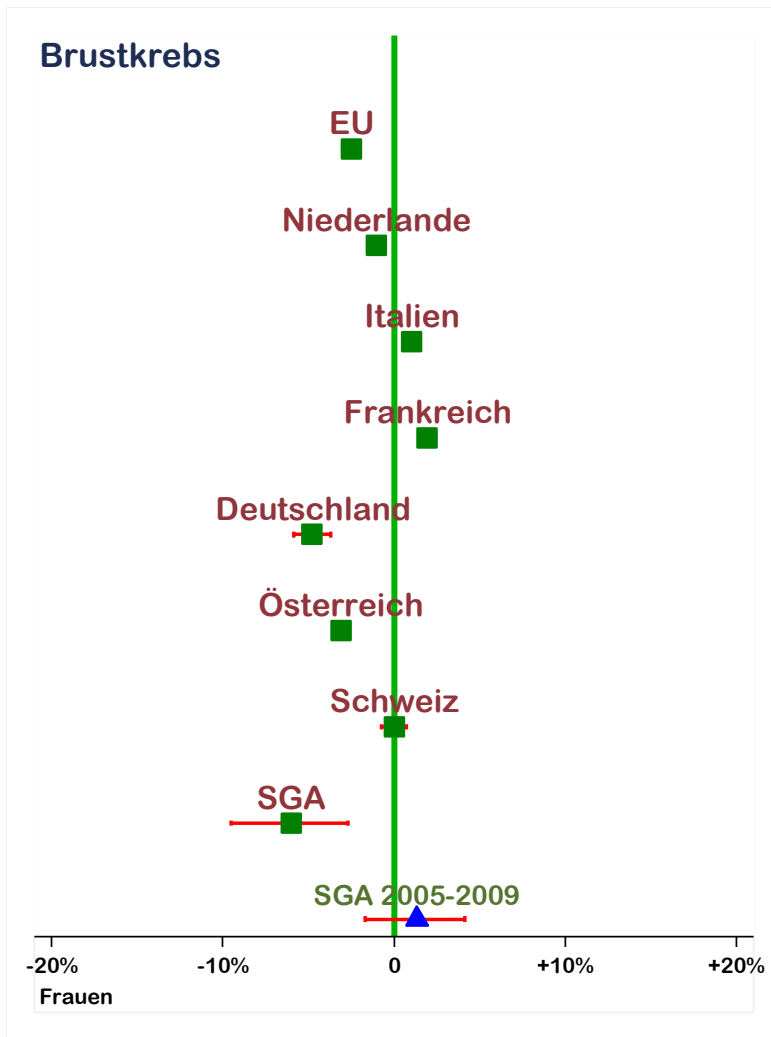 Brustkrebs
EU
Niederlande
Italien
Frankreich
Deutschland
Österreich
Schweiz
SGA
SGA 2005-2009
-20% -10% 0 +10% +20%
Frauen